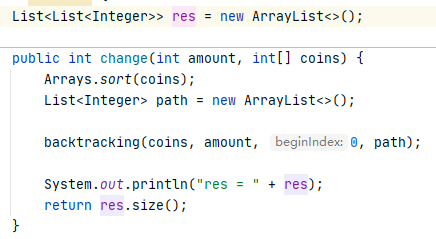 List<List<Integer>> res = new ArrayList<>();
public int change(int amount, int[] coins) {
Arrays.sort(coins);
List<Integer> path = new ArrayList<>();
backtracking(coins, amount, beginIndex: 0, path);
System.out.println("res = " + res);
return res.size();
}